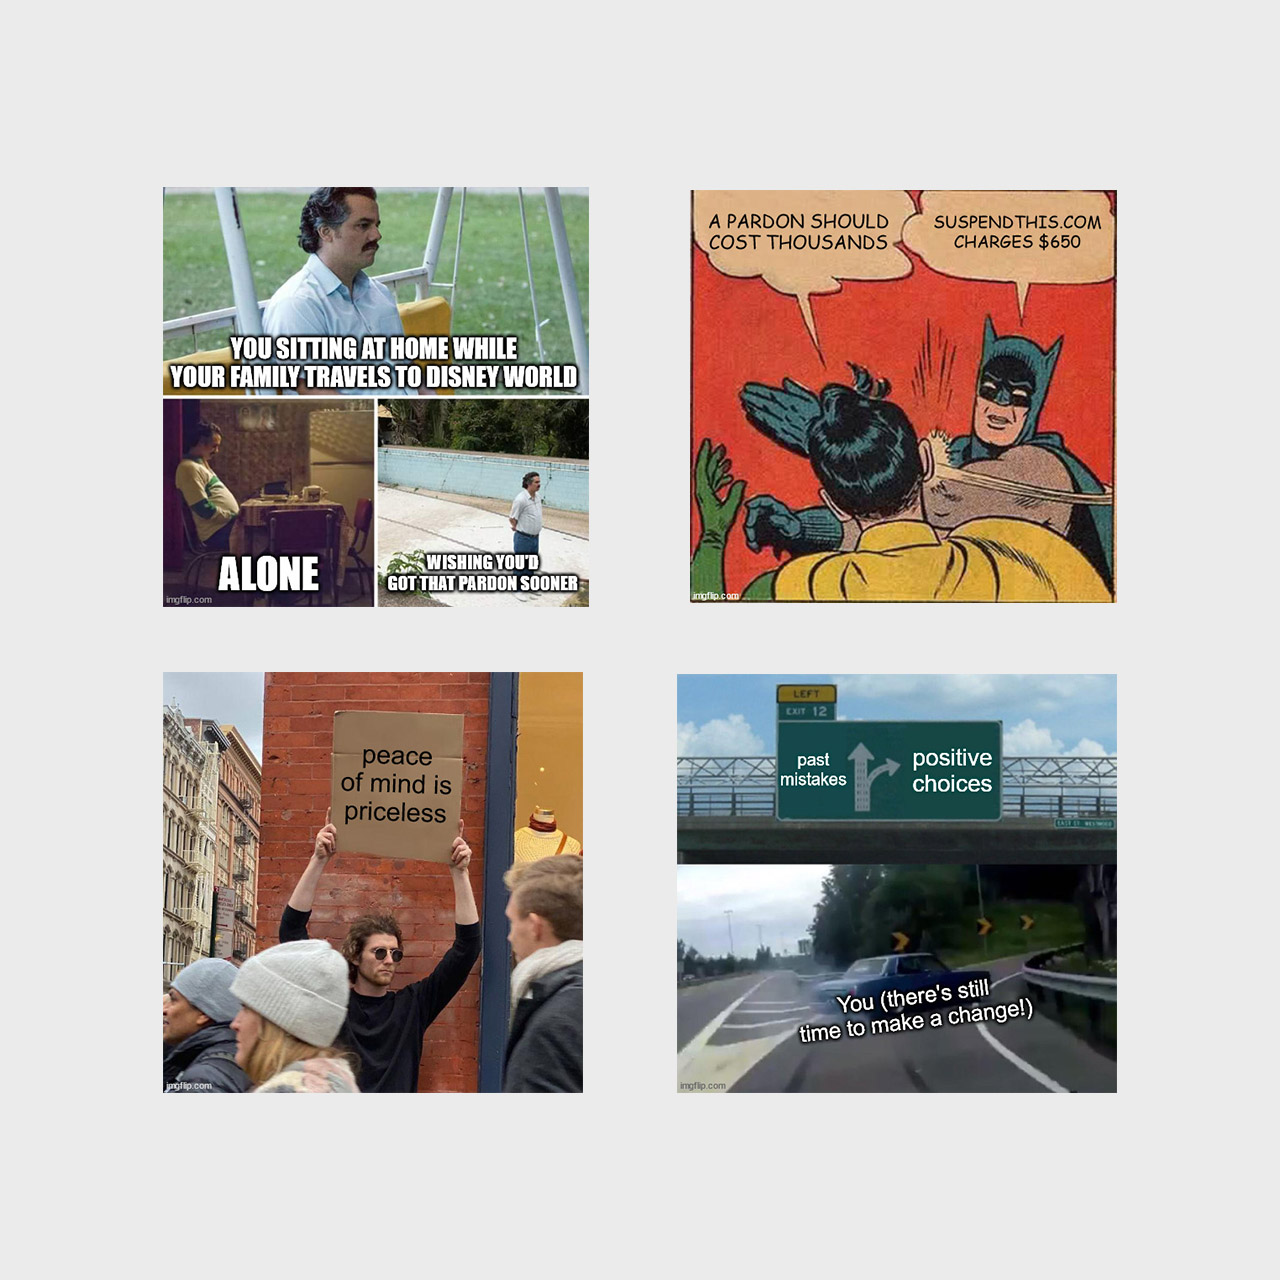 YOU SITTING AT HOME WHILE
YOUR FAMILY TRAVELS TO DISNEY WORLD
ALONE
WISHING YOU'D
GOT THAT PARDON SOONER
imgflip.com
A PARDON SHOULD
COST THOUSANDS
SUSPENDTHIS.COM
CHARGES $650
imgflip.com
peace
of mind is
priceless
imgflip.com
LEFT
EXIT 12
past
mistakes
positive
choices
You (there's still
time to make a change!)
imgflip.com